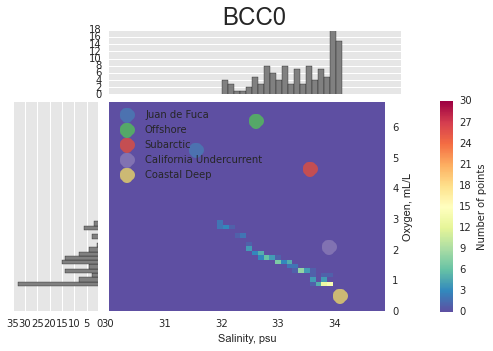 BCC0
18
16
14
12
10
8
6
4
2
0
Juan de Fuca
Offshore
Subarctic
California Undercurrent
Coastal Deep
6
5
4
3
2
1
0
Oxygen, mL/L
30
27
24
21
18
15
12
9
6
3
0
Number of points
35 30 25 20 15 10 5 0
30 31 32 33 34
Salinity, psu